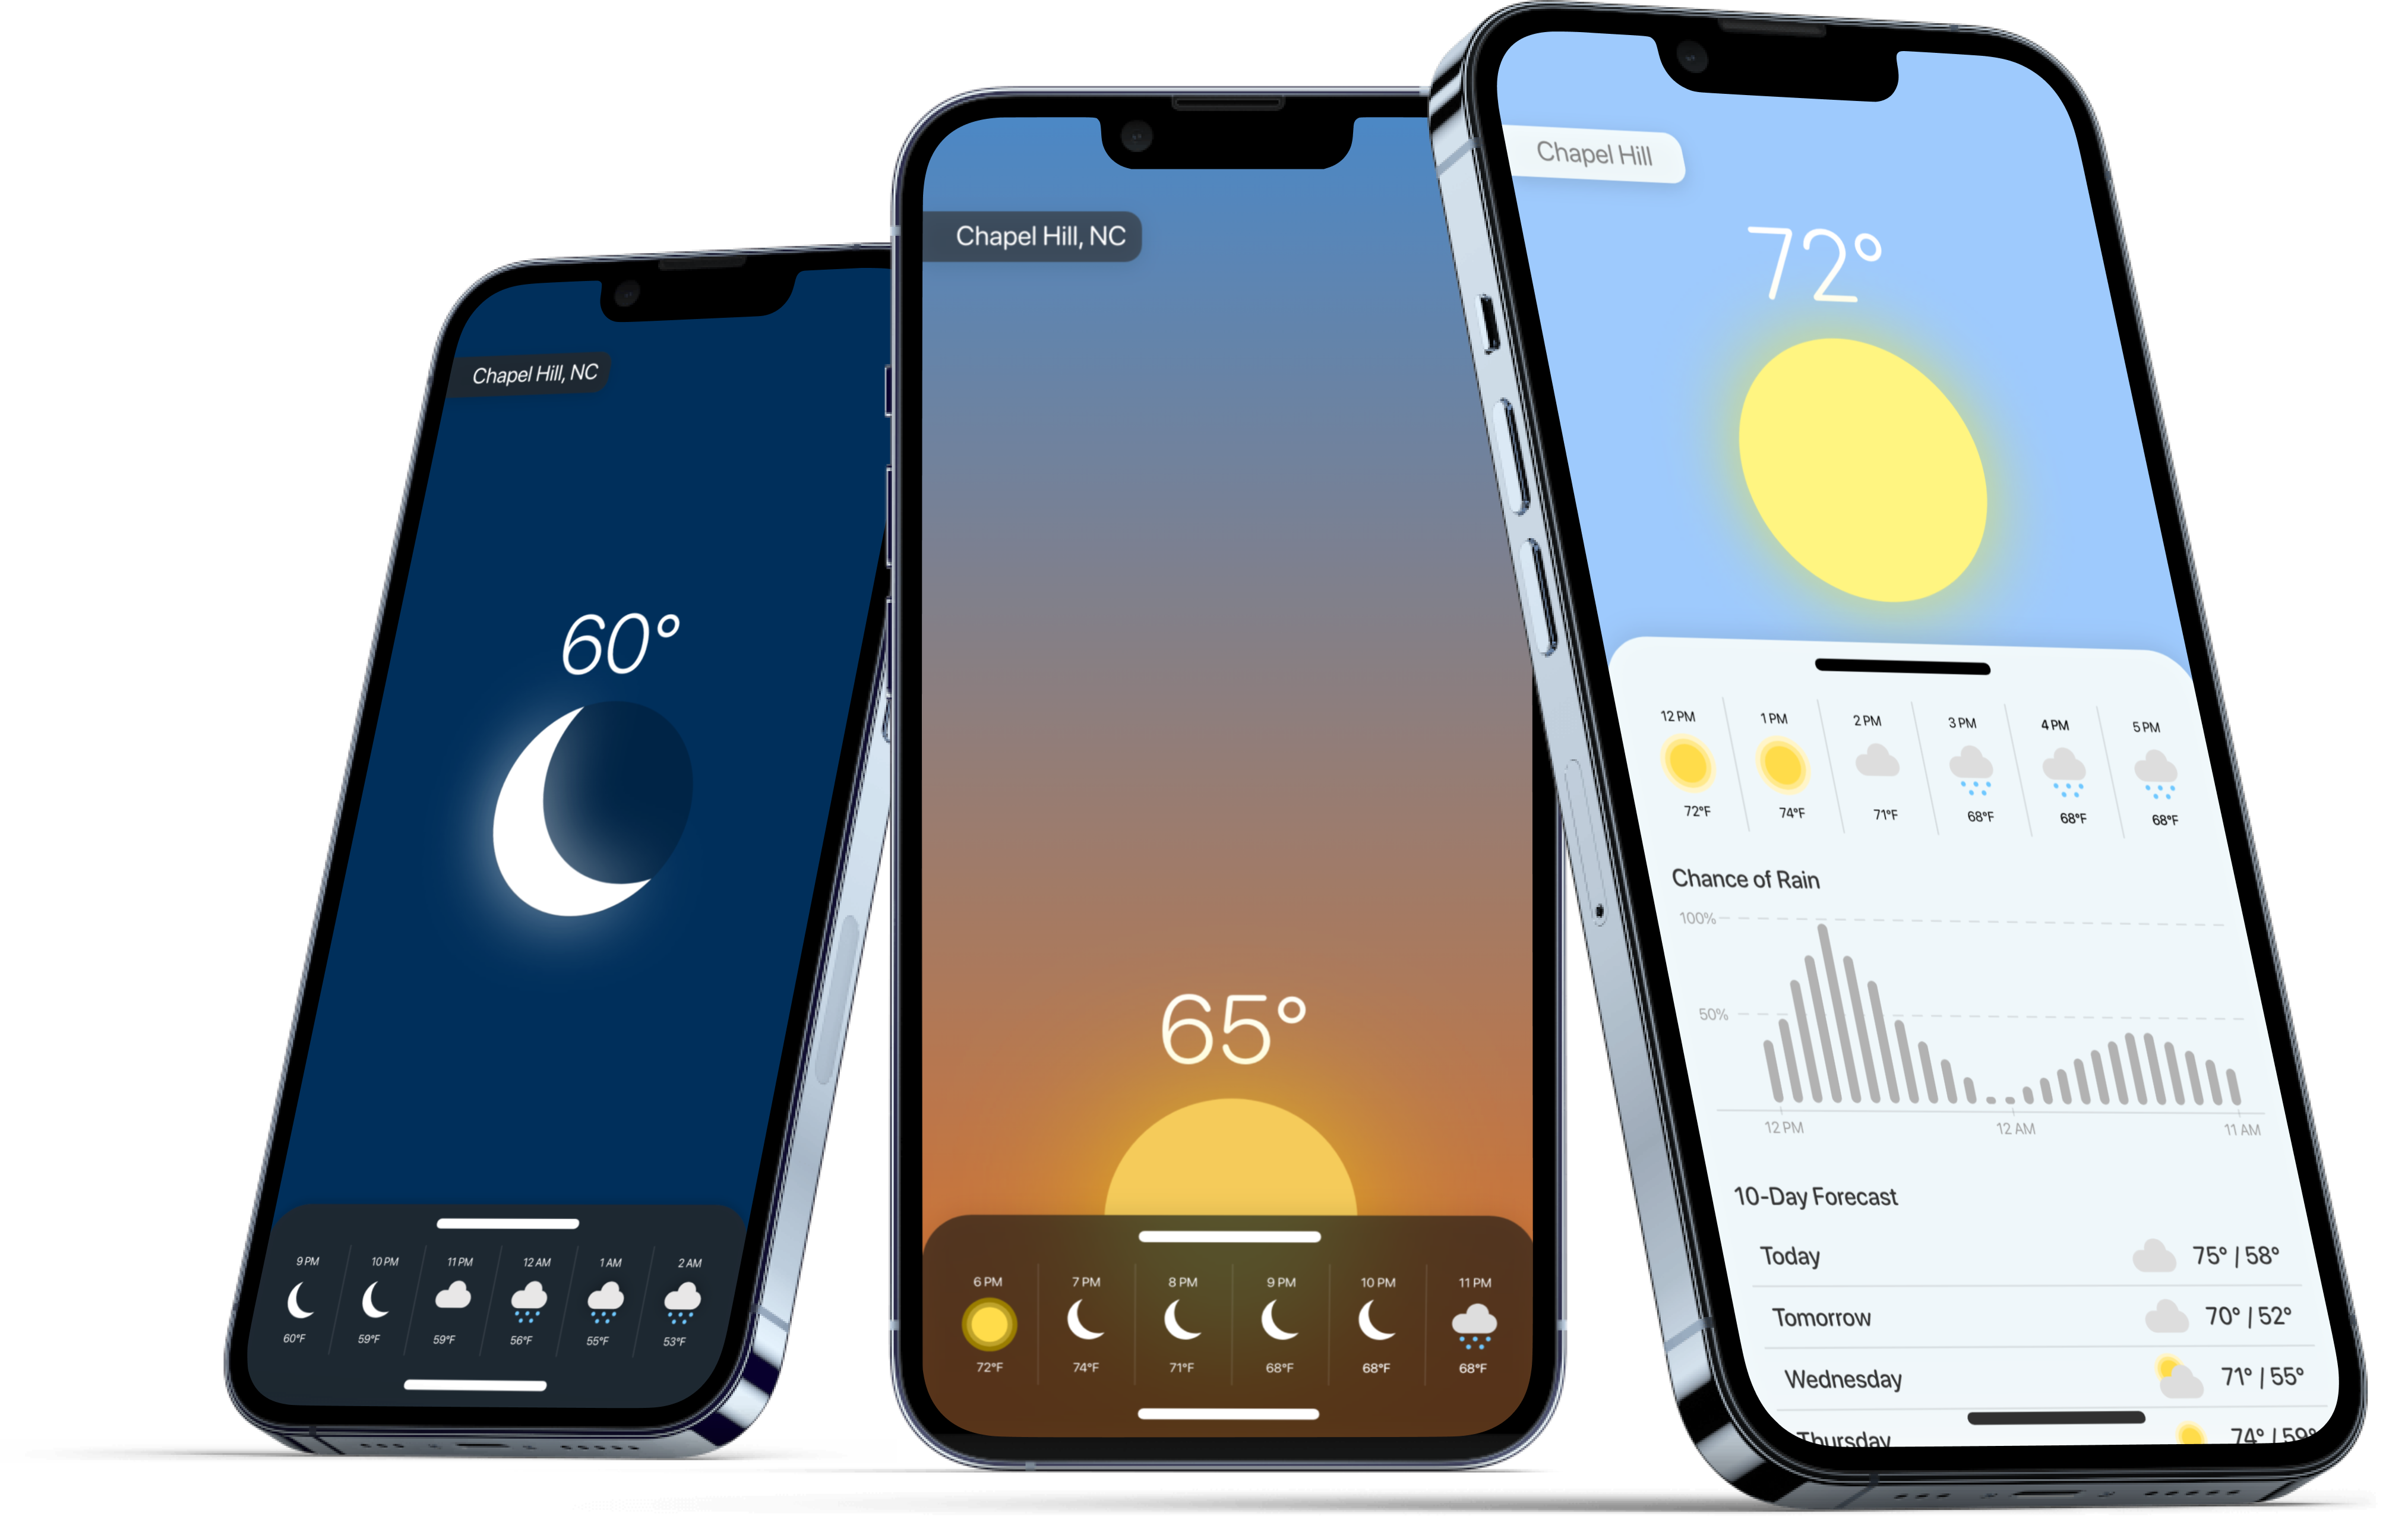 Chapel Hill, NC
60°
9 PM 10 PM 11 PM 12 AM 1 AM 2 AM
60°F 59°F 59°F 56°F 55°F 53°F
Chapel Hill, NC
65°
6 PM 7 PM 8 PM 9 PM 10 PM 11 PM
72°F 74°F 71°F 68°F 68°F 68°F
Chapel Hill
72°
12 PM 1 PM 2 PM 3 PM 4 PM 5 PM
72°F 74°F 71°F 68°F 68°F 68°F
Chance of Rain
100%
50%
12 PM 12 AM 11 AM
10-Day Forecast
Today 75° / 58°
Tomorrow 70° / 52°
Wednesday 71° / 55°
Thursday 74° / 59°